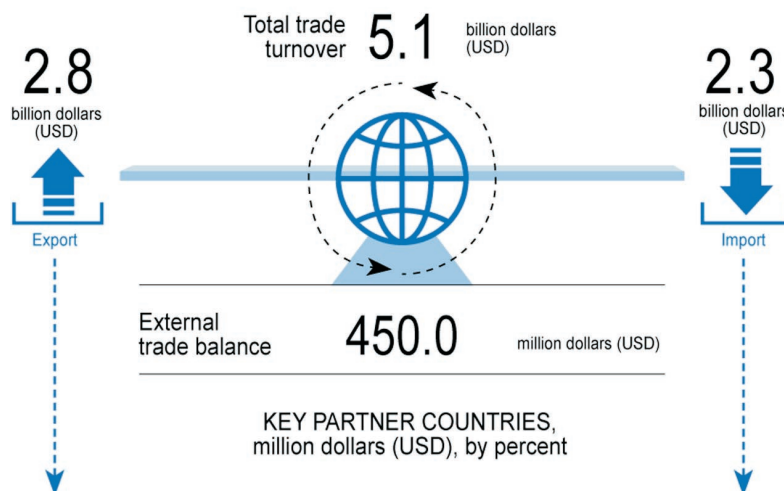 Total trade
turnover
5.1
billion dollars
(USD)
2.8
billion dollars
(USD)
Export
2.3
billion dollars
(USD)
Import
External
trade balance
450.0
million dollars (USD)
KEY PARTNER COUNTRIES,
million dollars (USD), by percent